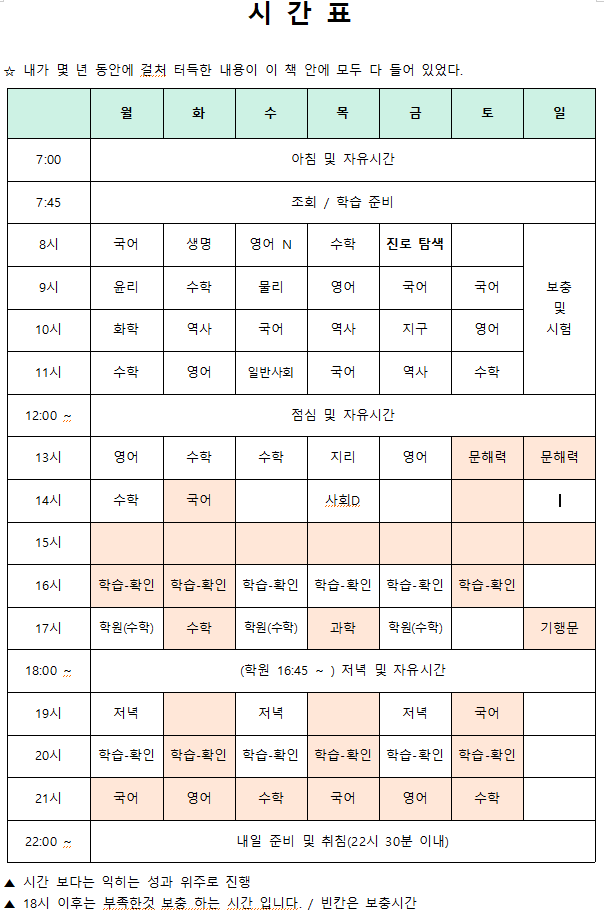 시 간 표
☆ 내가 몇 년 동안에 걸처 터득한 내용이 이 책 안에 모두 다 들어 있었다.
월 화 수 목 금 토 일
7:00 아침 및 자유시간
7:45 조회 / 학습 준비
8시 국어 생명 영어 N 수학 진로 탐색
9시 윤리 수학 물리 영어 국어 국어 보충
및
10시 화학 역사 국어 역사 지구 영어 시험
11시 수학 영어 일반사회 국어 역사 수학
12:00 ~ 점심 및 자유시간
13시 영어 수학 수학 지리 영어 문해력 문해력
14시 수학 국어 사회D
15시
16시 학습-확인 학습-확인 학습-확인 학습-확인 학습-확인 학습-확인
17시 학원(수학) 수학 학원(수학) 과학 학원(수학) 기행문
18:00 ~ (학원 16:45 ~ ) 저녁 및 자유시간
19시 저녁 저녁 저녁 국어
20시 학습-확인 학습-확인 학습-확인 학습-확인 학습-확인 학습-확인
21시 국어 영어 수학 국어 영어 수학
22:00 ~ 내일 준비 및 취침(22시 30분 이내)
▲ 시간 보다는 익히는 성과 위주로 진행
▲ 18시 이후는 부족한것 보충 하는 시간 입니다. / 빈칸은 보충시간